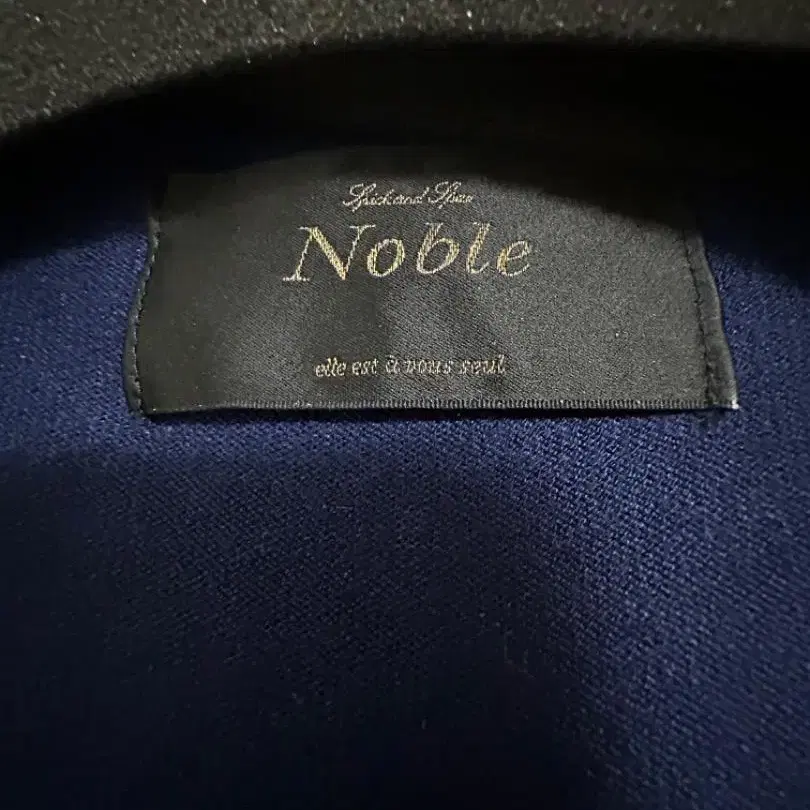 Spick and Span
Noble
elle est à vous seul